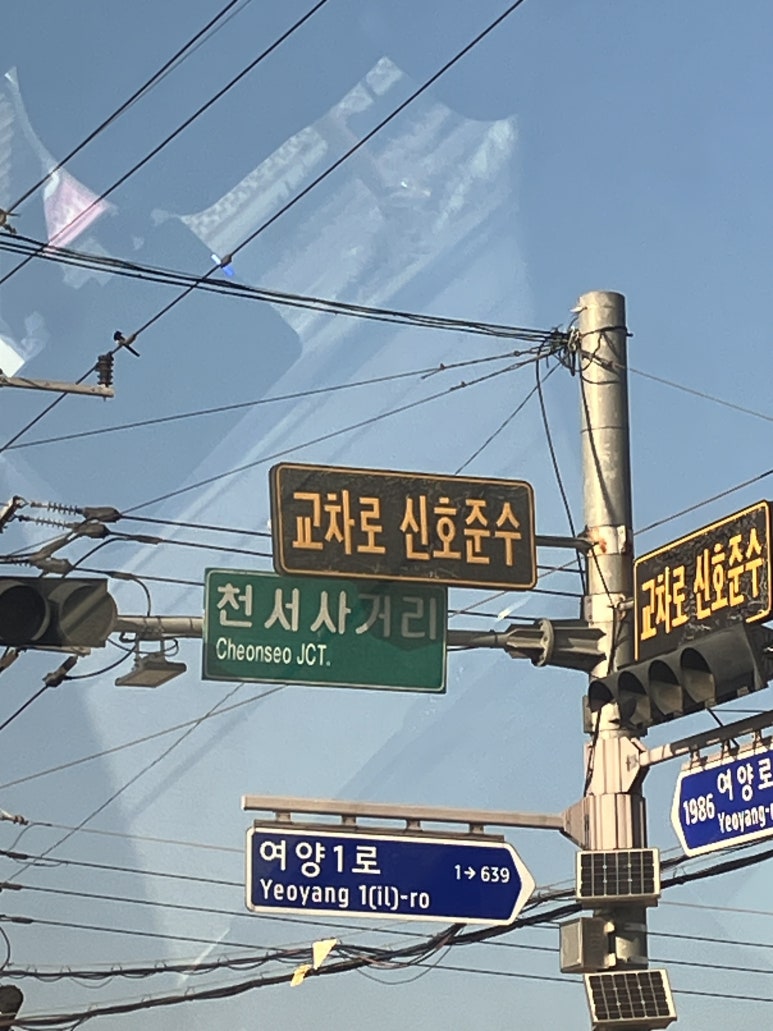 교차로 신호준수
교차로 신호준수
천서사거리
Cheonseo JCT.
여양1로
1→639
Yeoyang 1(il)-ro
1986
여양로
Yeoyang-r